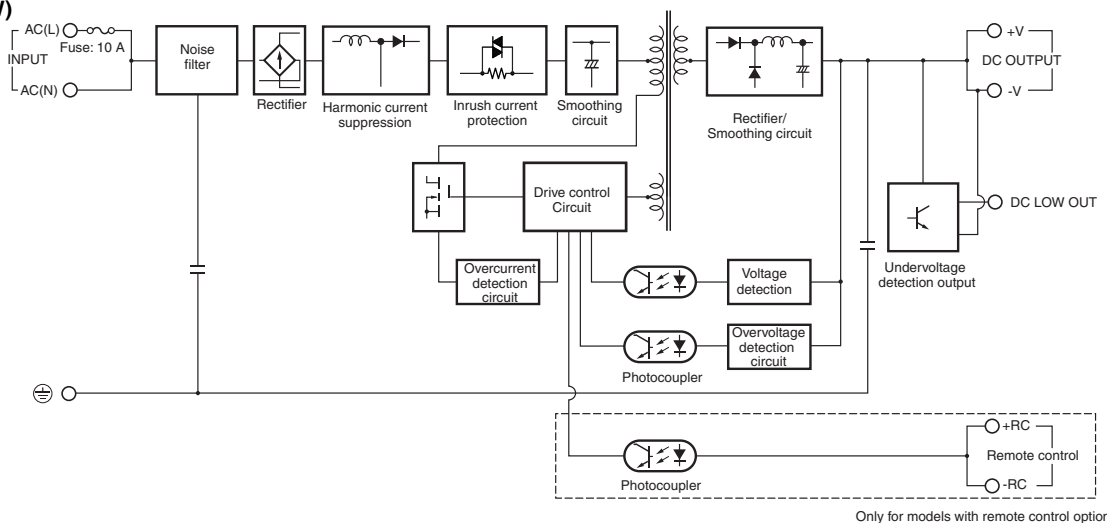 AC(L)
Fuse: 10 A
INPUT
AC(N)
Noise
filter
Rectifier
Harmonic current
suppression
Inrush current
protection
Smoothing
circuit
Rectifier/
Smoothing circuit
+V
DC OUTPUT
-V
Drive control
Circuit
DC LOW OUT
Undervoltage
detection output
Overcurrent
detection
circuit
Voltage
detection
Overvoltage
detection
circuit
Photocoupler
+RC
Remote control
-RC
Photocoupler
Only for models with remote control option